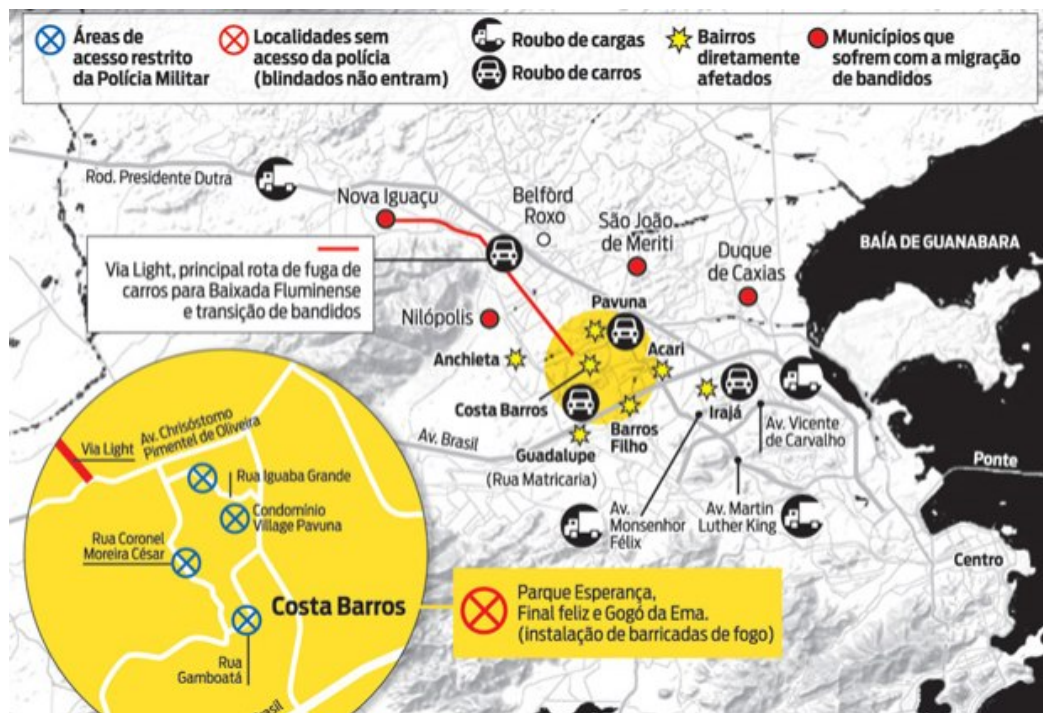 Áreas de
acesso restrito
da Polícia Militar
Localidades sem
acesso da polícia
(blindados não entram)
Roubo de cargas
Roubo de carros
Bairros
diretamente
afetados
Municípios que
sofrem com a migração
de bandidos
Rod. Presidente Dutra
Nova Iguaçu
Belford
Roxo
São João
de Meriti
Duque
de Caxias
BAÍA DE GUANABARA
Via Light, principal rota de fuga de
carros para Baixada Fluminense
e transição de bandidos
Nilópolis
Pavuna
Anchieta
Acari
Costa Barros
Irajá
Barros
Filho
Av. Vicente
de Carvalho
Av. Brasil
Guadalupe
(Rua Matricaria)
Ponte
Av.
Monsenhor
Félix
Av. Martin
Luther King
Centro
Via Light
Av. Chrisóstomo
Pimentel de Oliveira
Rua Iguaba Grande
Condomínio
Village Pavuna
Rua Coronel
Moreira César
Costa Barros
Rua
Gamboatá
Parque Esperança,
Final feliz e Gogó da Ema.
(instalação de barricadas de fogo)